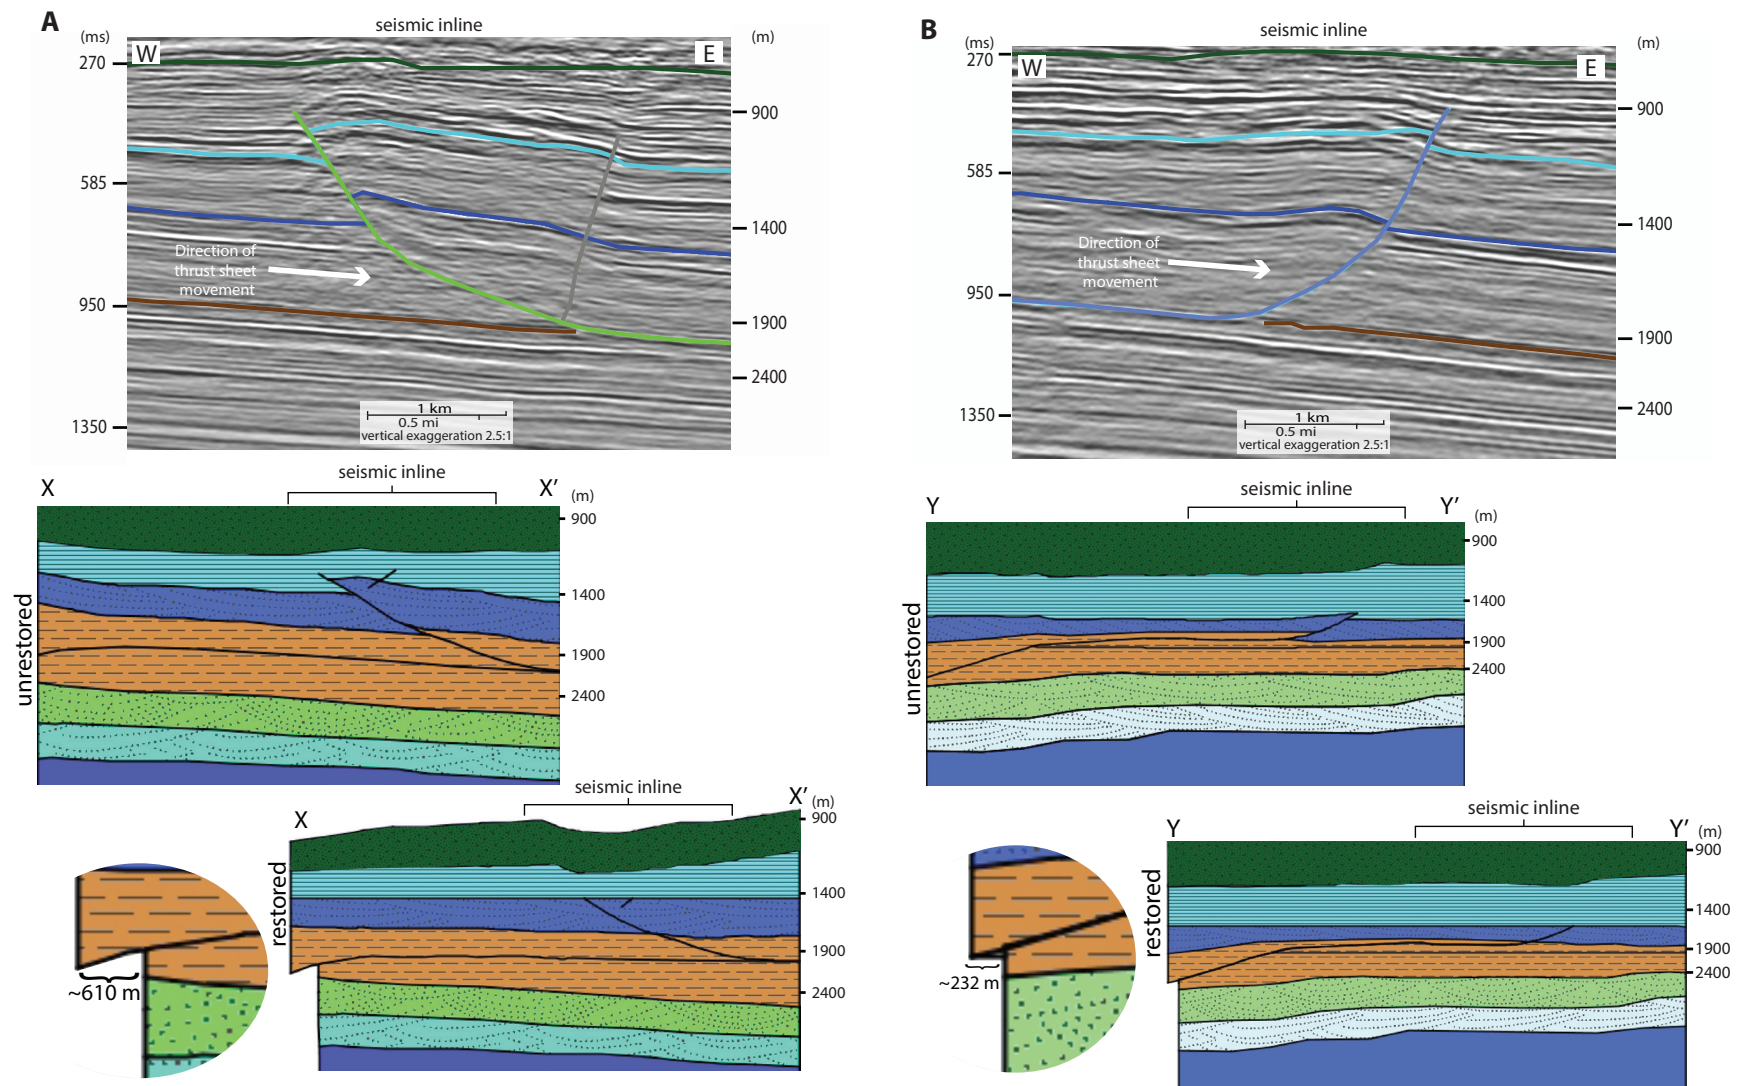 A
seismic inline
(ms)
(m)
W
E
270
900
585
1400
Direction of
thrust sheet
movement
950
1900
2400
1 km
0.5 mi
vertical exaggeration 2.5:1
1350
B
seismic inline
(ms)
(m)
W
E
270
900
585
1400
Direction of
thrust sheet
movement
950
1900
2400
1 km
0.5 mi
vertical exaggeration 2.5:1
1350
seismic inline
X
X'
(m)
900
1400
1900
2400
unrestored
seismic inline
X
X'
(m)
900
1400
1900
2400
restored
~610 m
seismic inline
Y
Y'
(m)
900
1400
1900
2400
unrestored
seismic inline
Y
Y'
(m)
900
1400
1900
2400
restored
~232 m